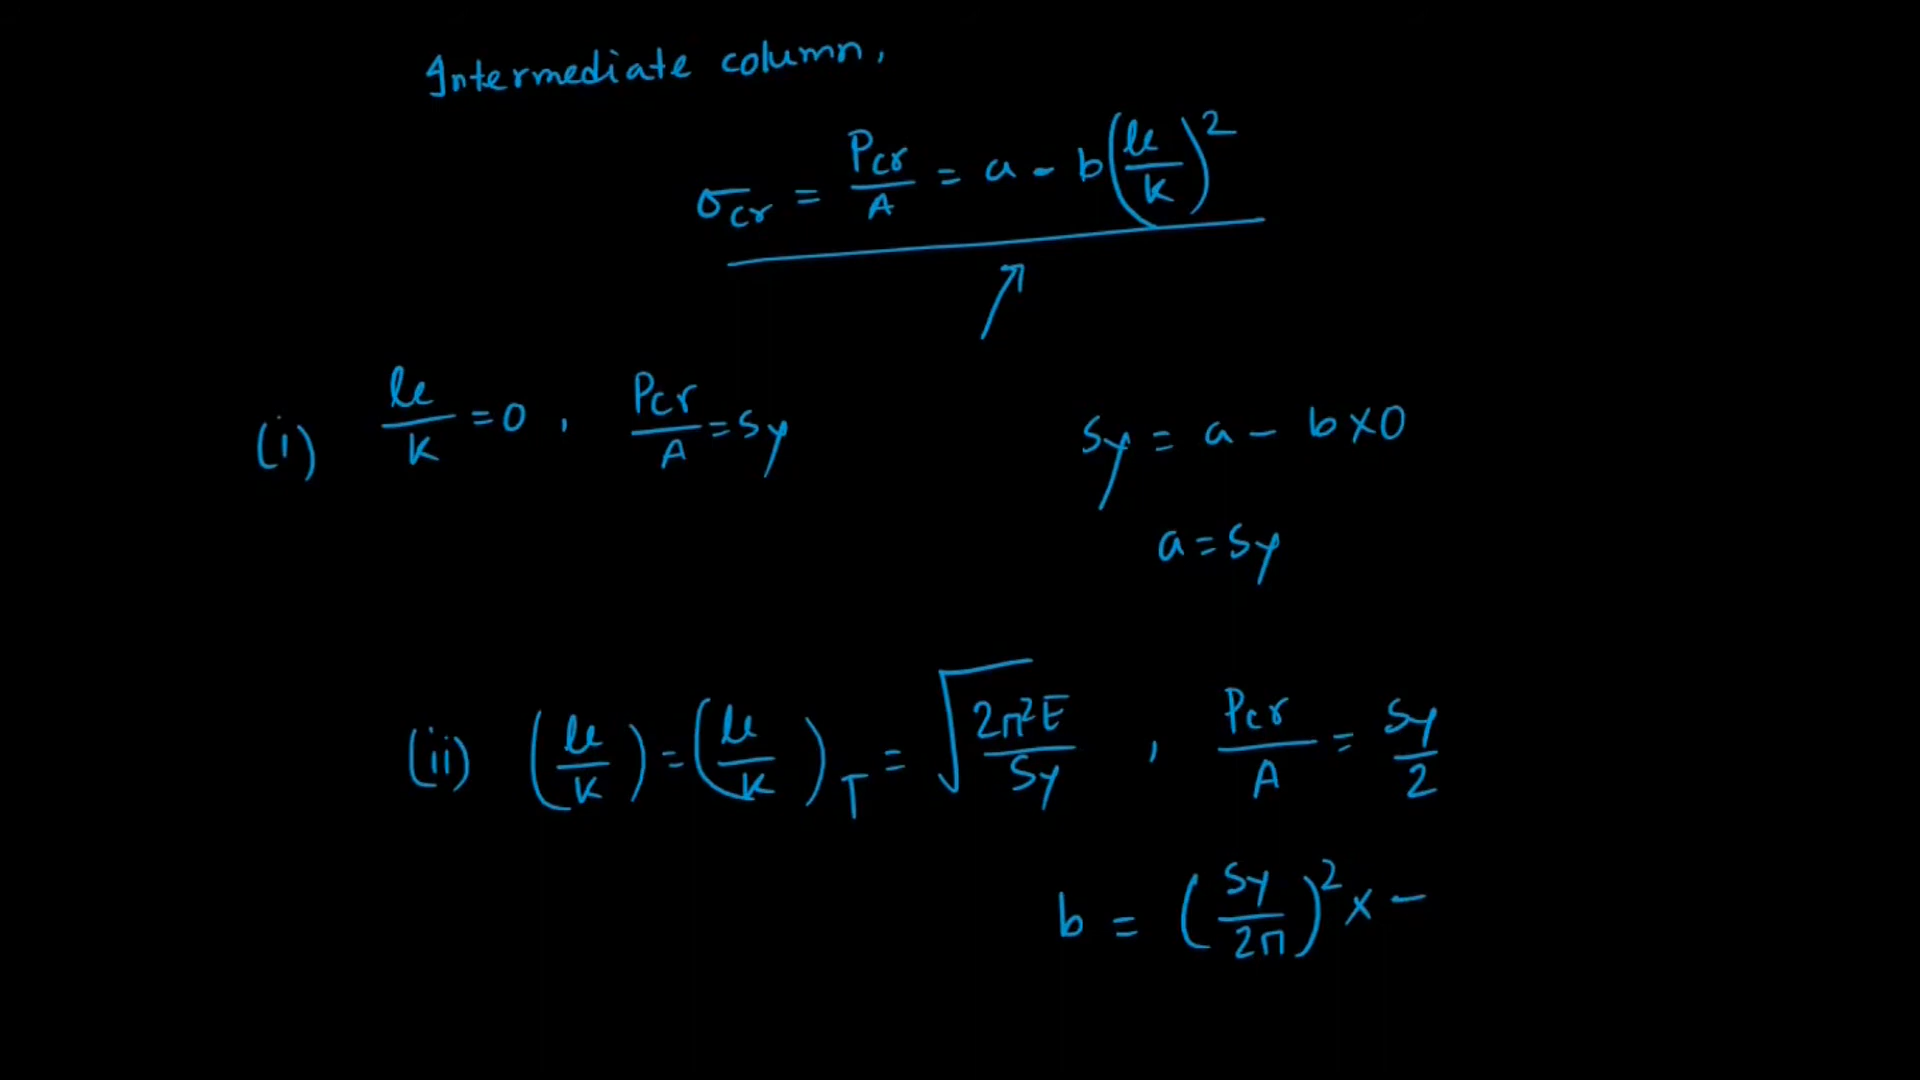 Intermediate column,
σcr = Pcr/A = a - b(le/k)²
(i) le/k = 0, Pcr/A = Sy
Sy = a - b×0
a = Sy
(ii) (le/k) = (le/k)T = √(2π²E/Sy), Pcr/A = Sy/2
b = (Sy/2π)² × -